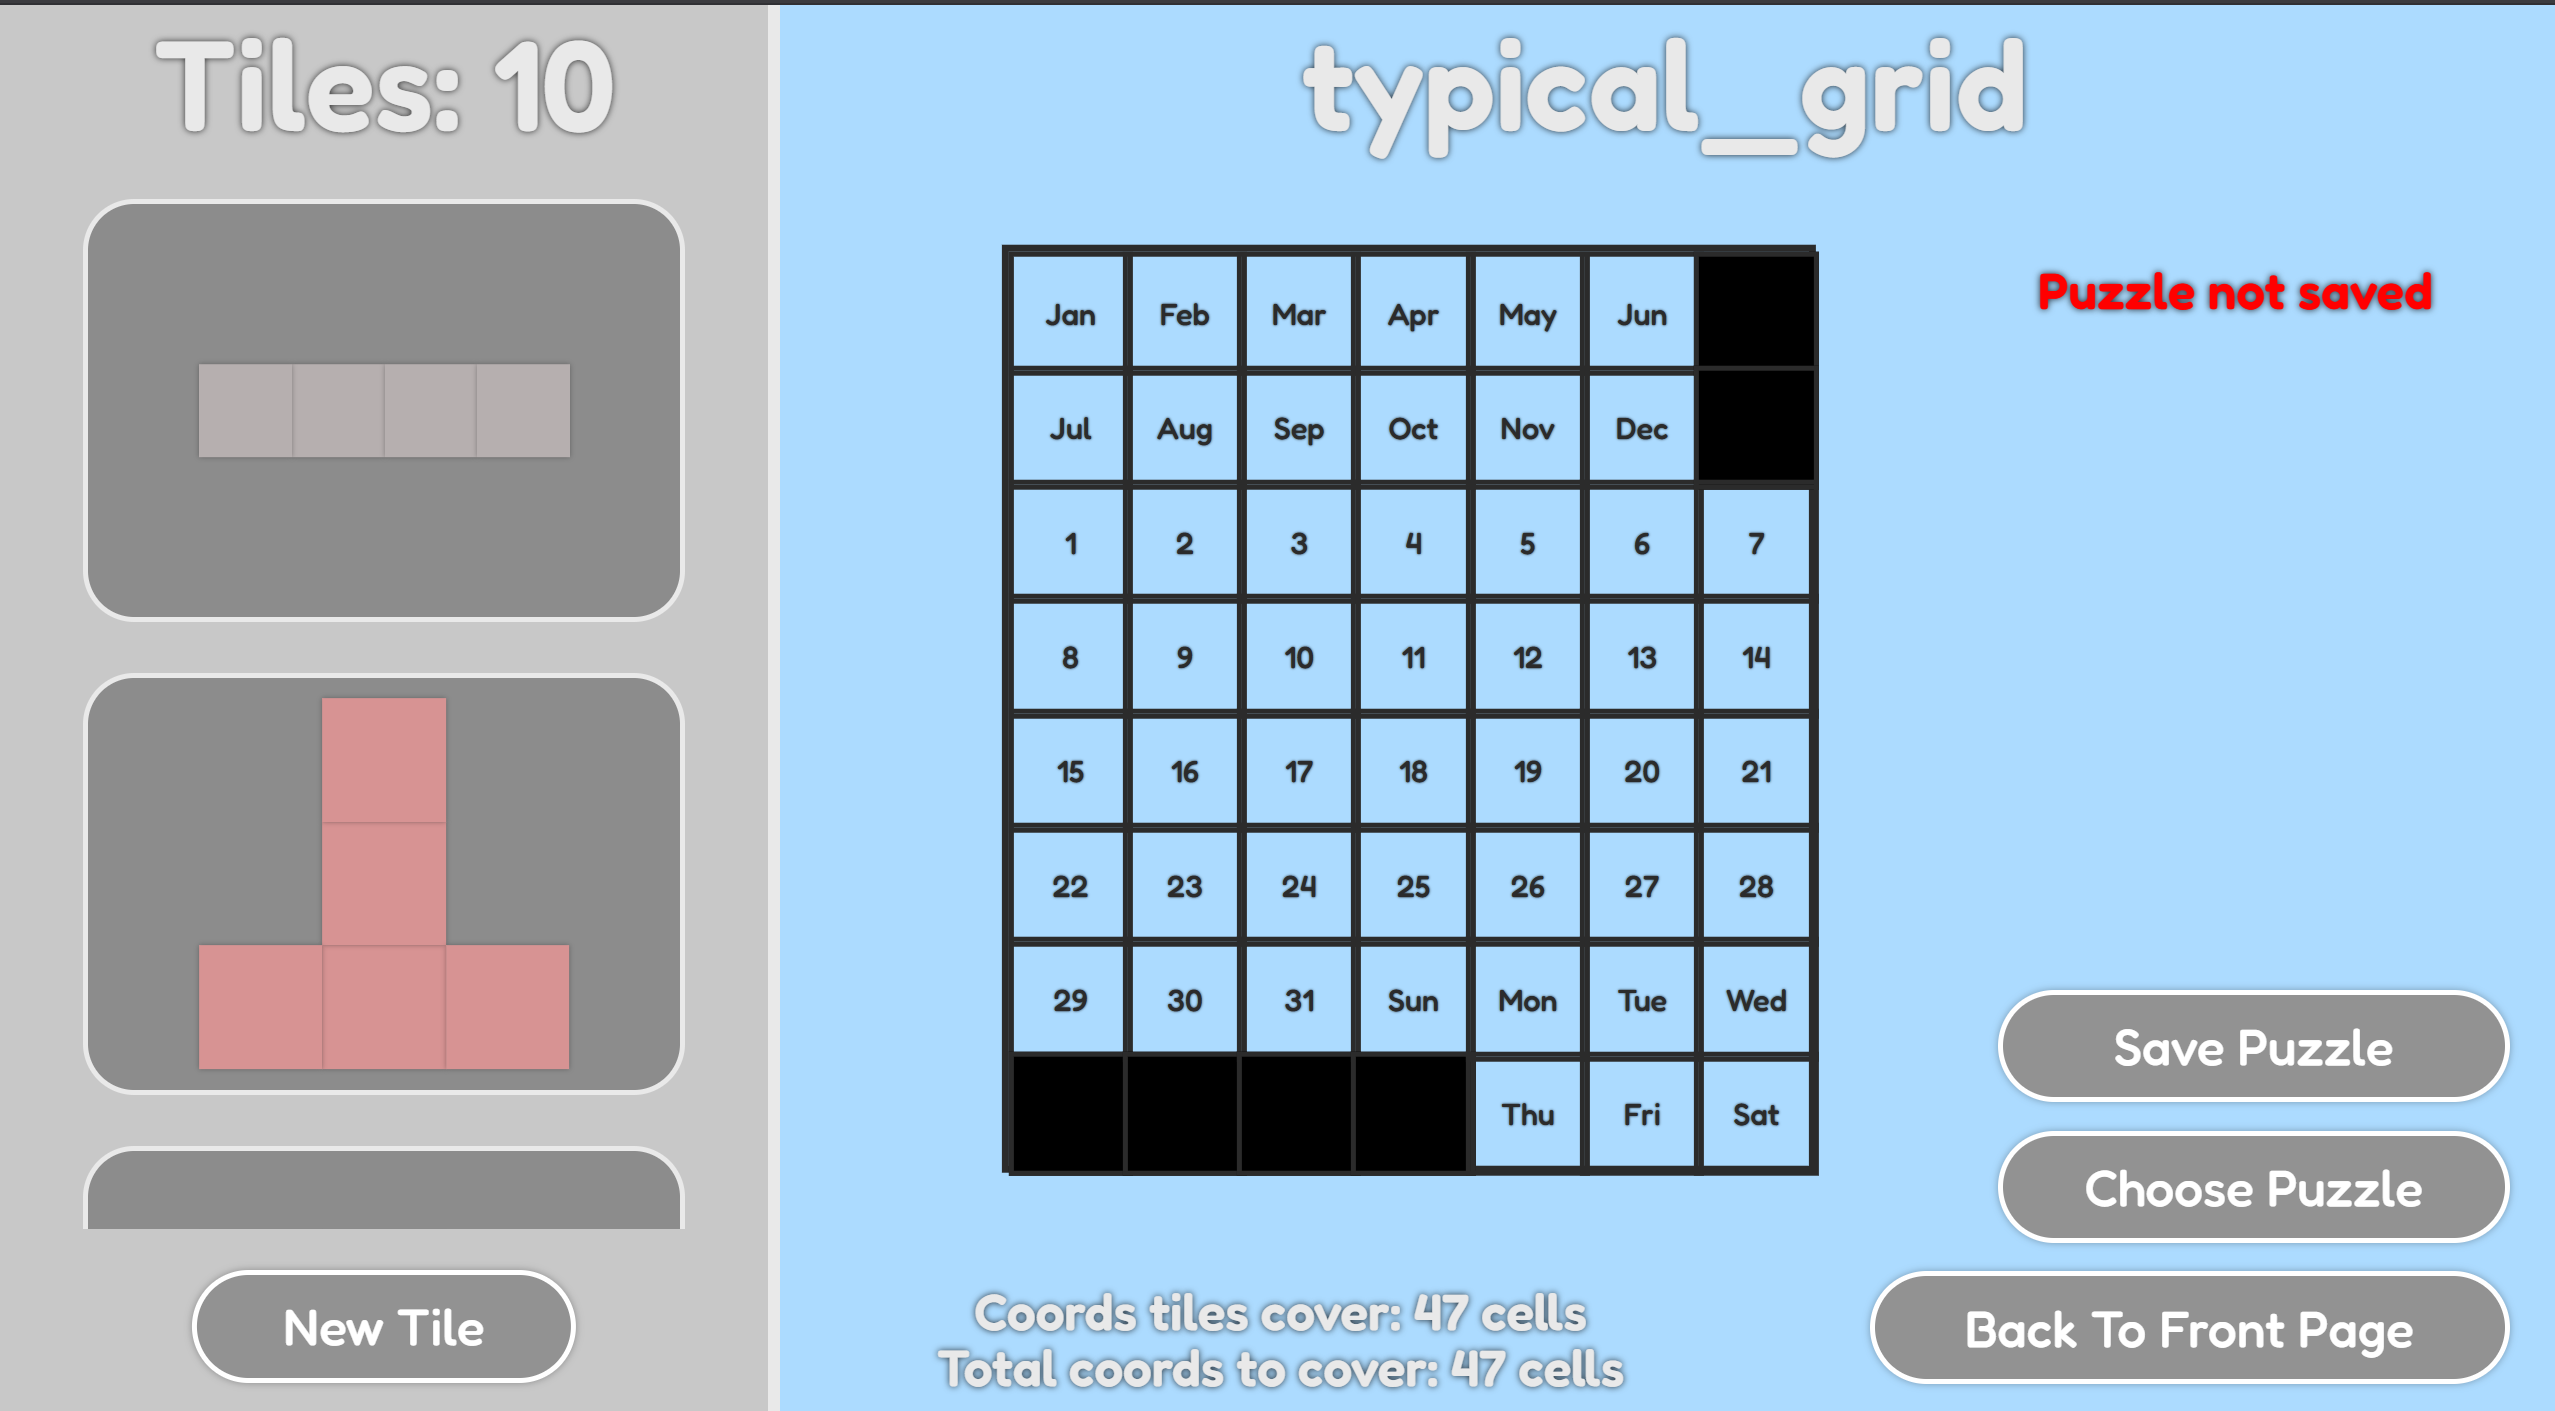 Tiles: 10
New Tile
typical_grid
Jan Feb Mar Apr May Jun
Jul Aug Sep Oct Nov Dec
1 2 3 4 5 6 7
8 9 10 11 12 13 14
15 16 17 18 19 20 21
22 23 24 25 26 27 28
29 30 31 Sun Mon Tue Wed
Thu Fri Sat
Coords tiles cover: 47 cells
Total coords to cover: 47 cells
Puzzle not saved
Save Puzzle
Choose Puzzle
Back To Front Page